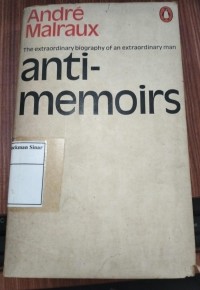 André
Malraux
The extraordinary biography of an extraordinary man
anti-
memoirs